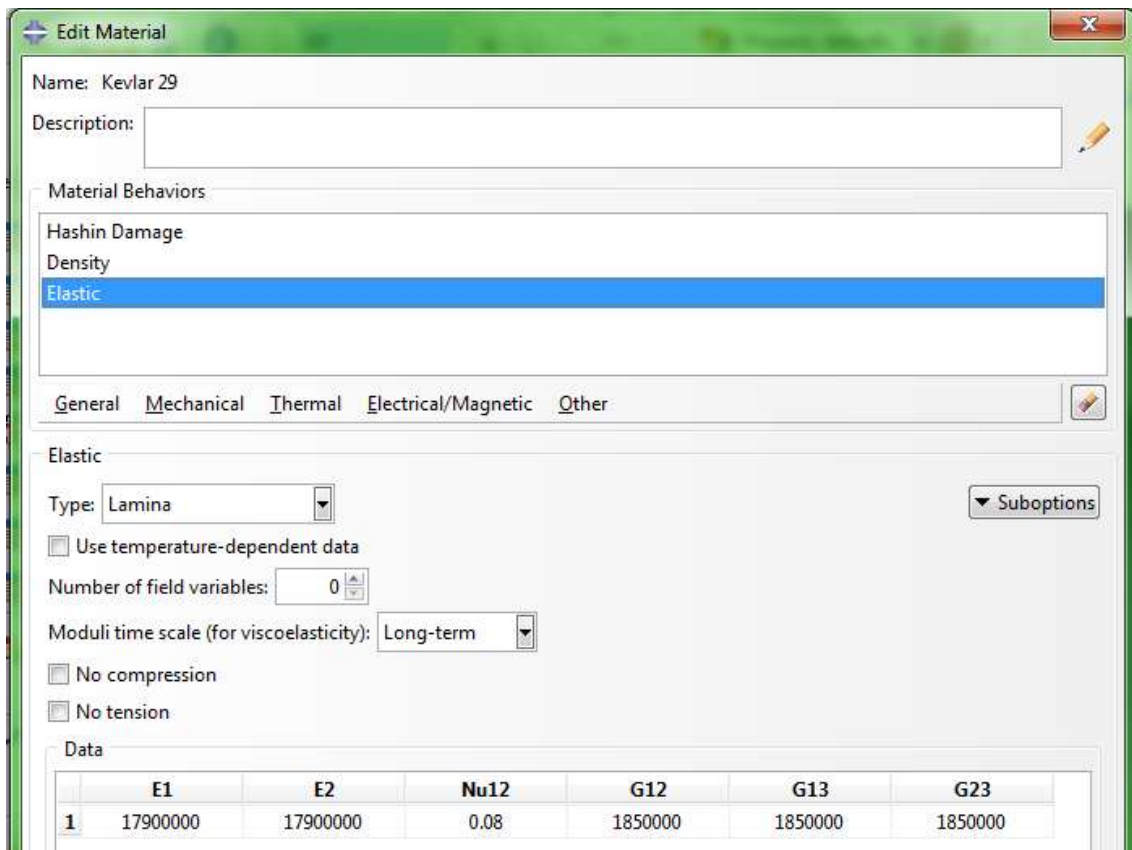 Edit Material
Name: Kevlar 29
Description:
Material Behaviors
Hashin Damage
Density
Elastic
General Mechanical Thermal Electrical/Magnetic Other
Elastic
Type: Lamina
Suboptions
Use temperature-dependent data
Number of field variables: 0
Moduli time scale (for viscoelasticity): Long-term
No compression
No tension
Data
E1 E2 Nu12 G12 G13 G23
1 17900000 17900000 0.08 1850000 1850000 1850000